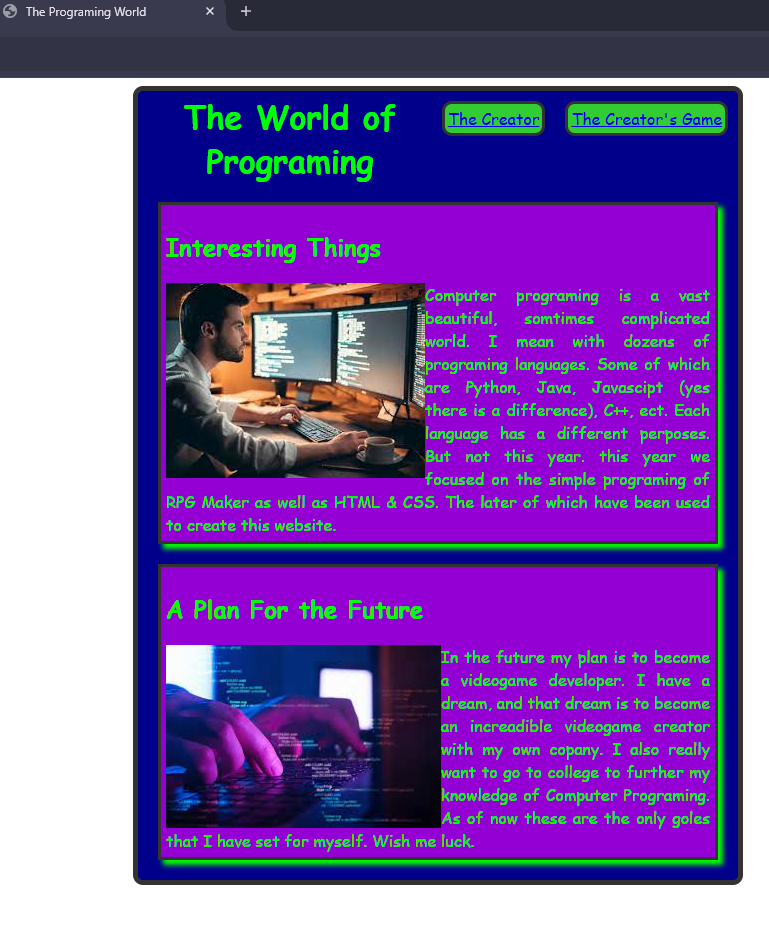 The Programing World
The World of
Programing
The Creator
The Creator's Game
Interesting Things
Computer programing is a vast
beautiful, somtimes complicated
world. I mean with dozens of
programing languages. Some of which
are Python, Java, Javascipt (yes
there is a difference), C++, ect. Each
language has a different perposes.
But not this year. this year we
focused on the simple programing of
RPG Maker as well as HTML & CSS. The later of which have been used
to create this website.
A Plan For the Future
In the future my plan is to become
a videogame developer. I have a
dream, and that dream is to become
an increadible videogame creator
with my own copany. I also really
want to go to college to further my
knowledge of Computer Programing.
As of now these are the only goles
that I have set for myself. Wish me luck.